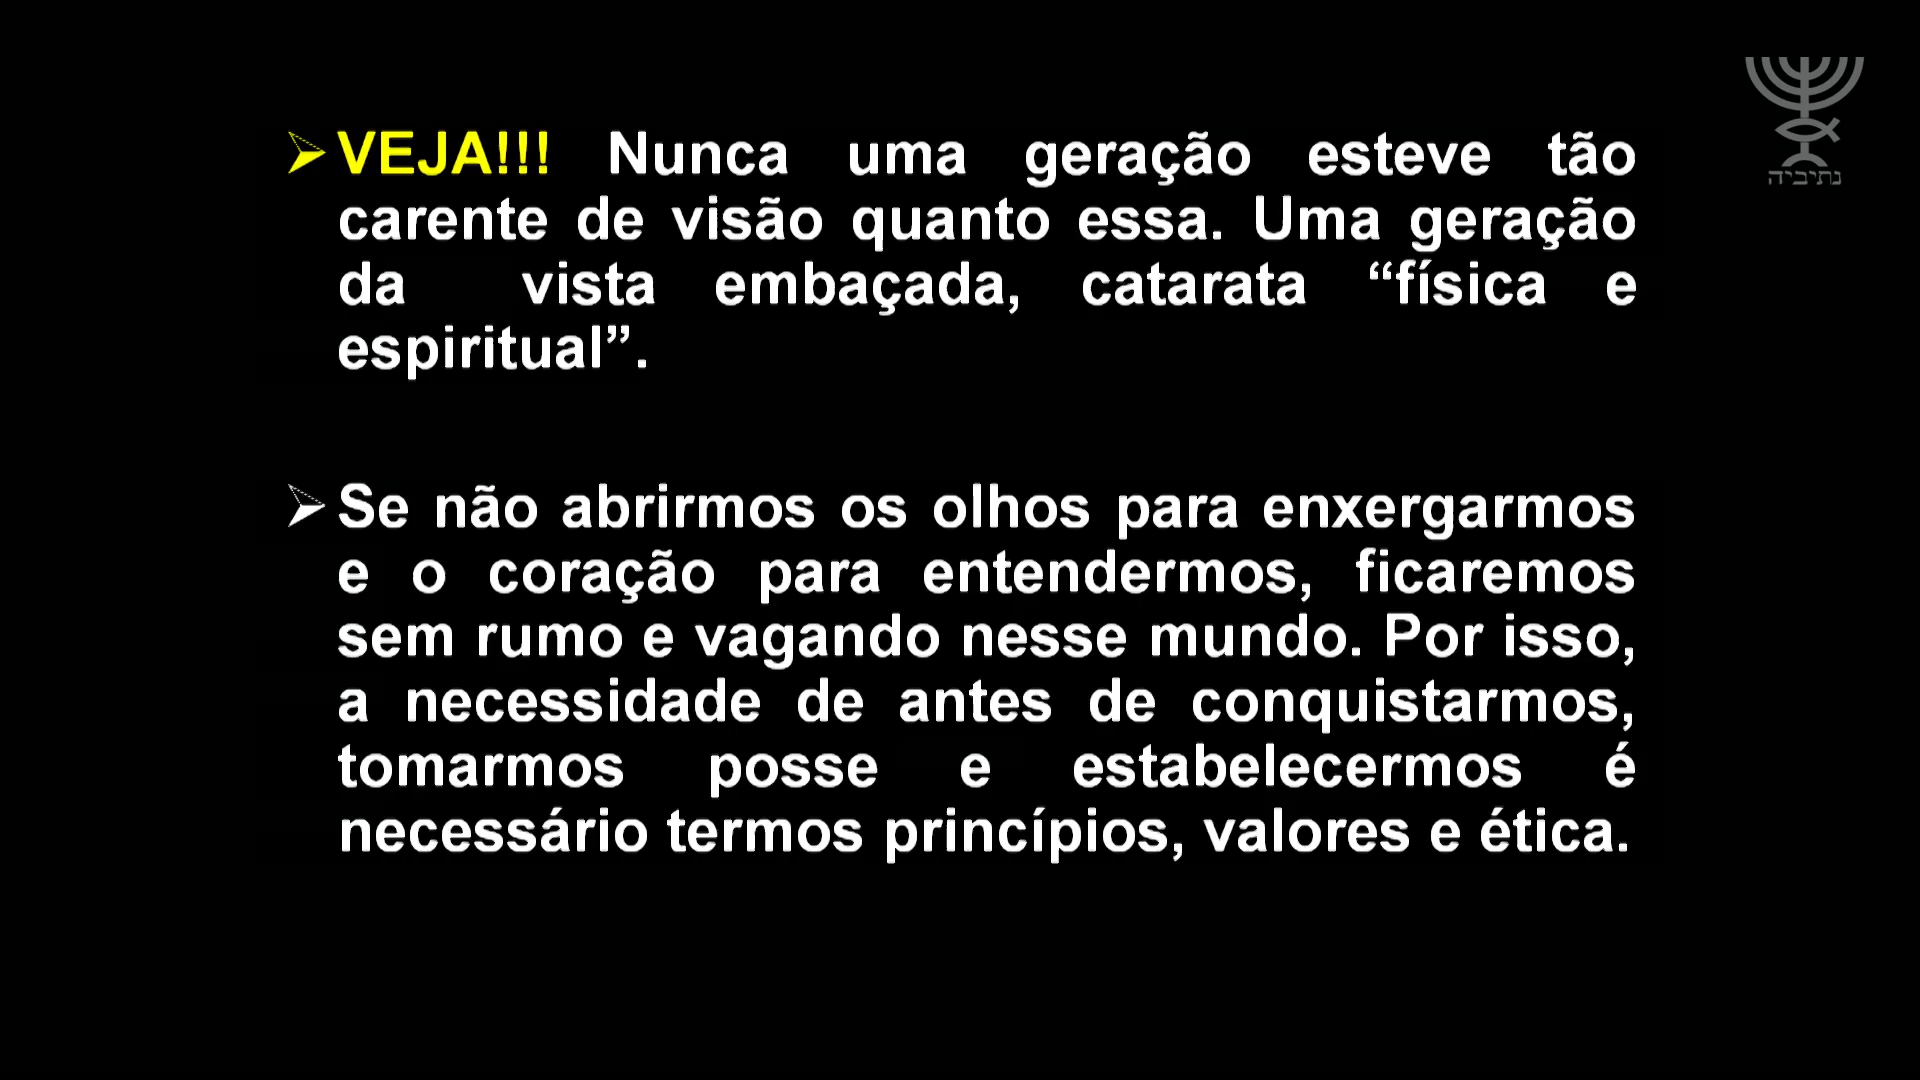 VEJA!!! Nunca uma geração esteve tão
carente de visão quanto essa. Uma geração
da vista embaçada, catarata “física e
espiritual”.
Se não abrirmos os olhos para enxergarmos
e o coração para entendermos, ficaremos
sem rumo e vagando nesse mundo. Por isso,
a necessidade de antes de conquistarmos,
tomarmos posse e estabelecermos é
necessário termos princípios, valores e ética.
נתיביה